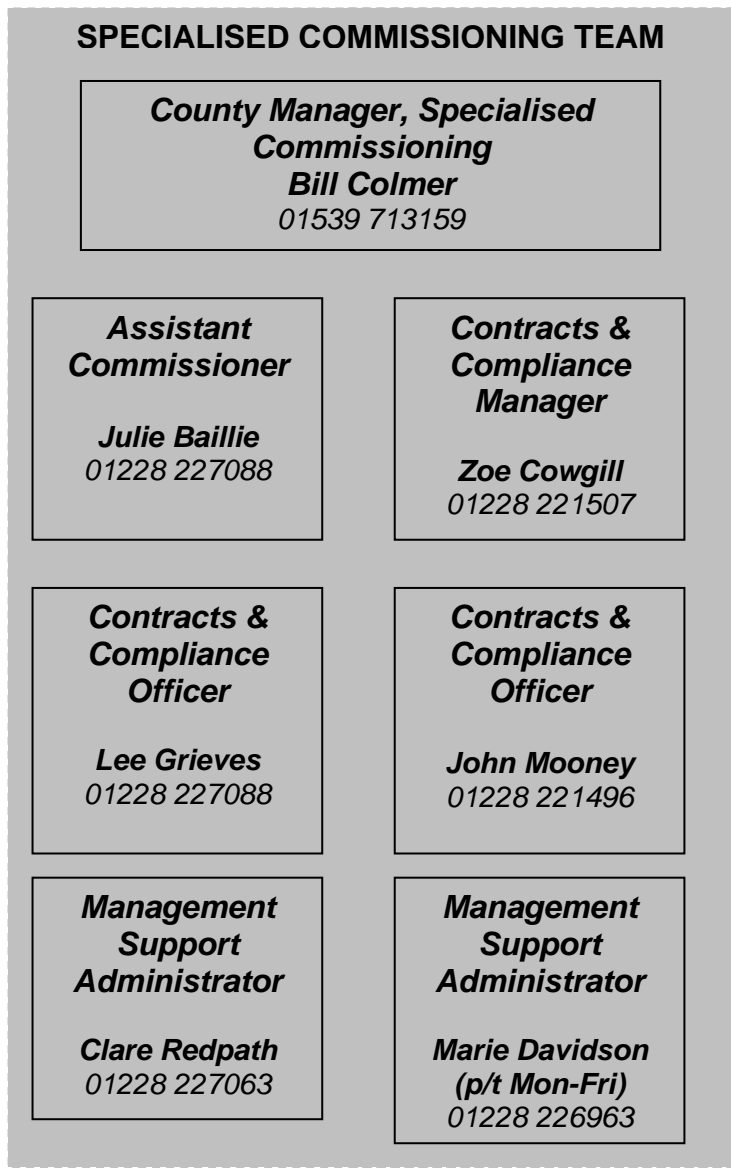 SPECIALISED COMMISSIONING TEAM
County Manager, Specialised
Commissioning
Bill Colmer
01539 713159
Assistant
Commissioner
Julie Baillie
01228 227088
Contracts &
Compliance
Manager
Zoe Cowgill
01228 221507
Contracts &
Compliance
Officer
Lee Grieves
01228 227088
Contracts &
Compliance
Officer
John Mooney
01228 221496
Management
Support
Administrator
Clare Redpath
01228 227063
Management
Support
Administrator
Marie Davidson
(p/t Mon-Fri)
01228 226963